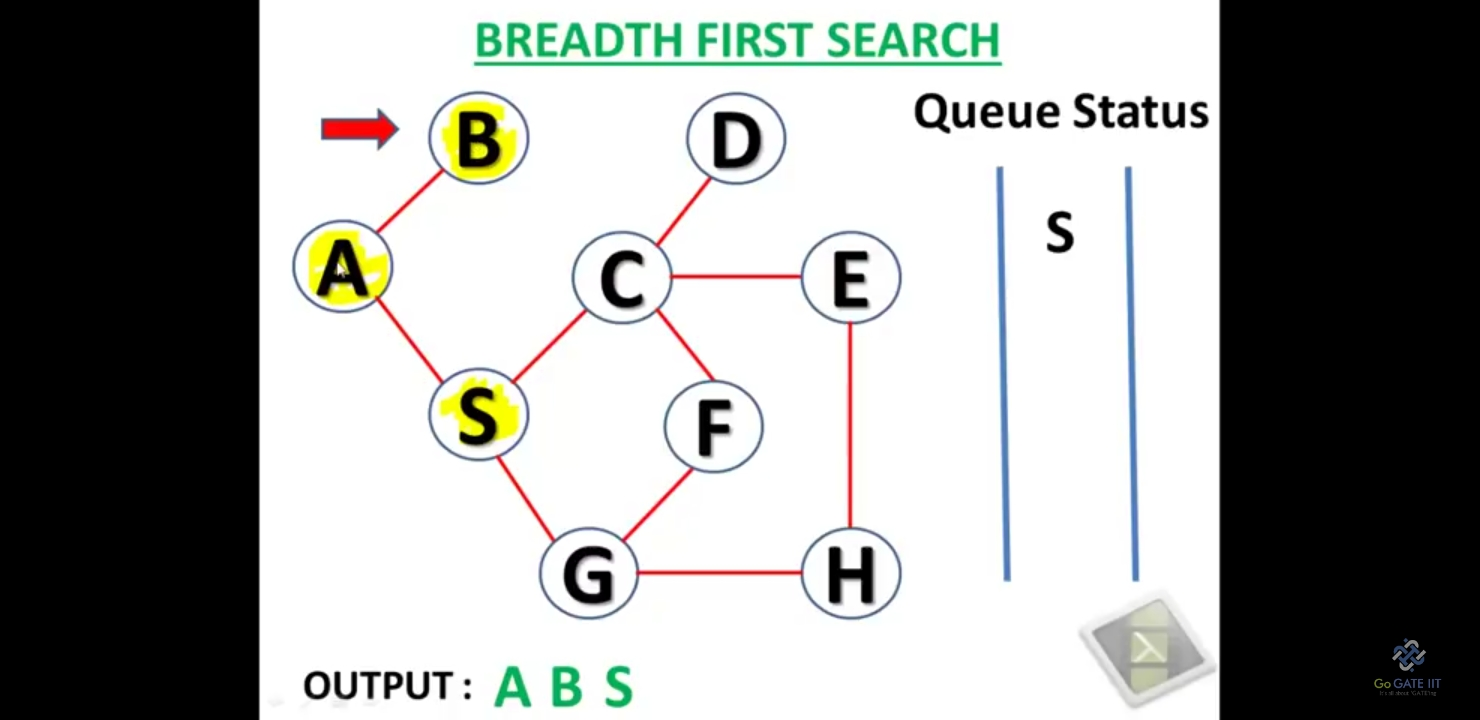 BREADTH FIRST SEARCH
Queue Status
B
D
S
A
C
E
S
F
G
H
OUTPUT : A B S
Go GATE IIT